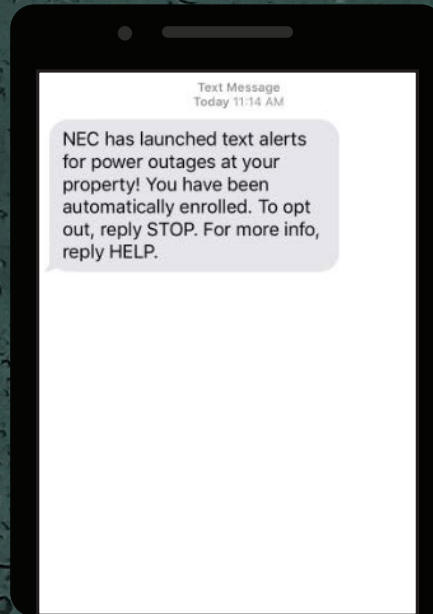 Text Message
Today 11:14 AM
NEC has launched text alerts
for power outages at your
property! You have been
automatically enrolled. To opt
out, reply STOP. For more info,
reply HELP.